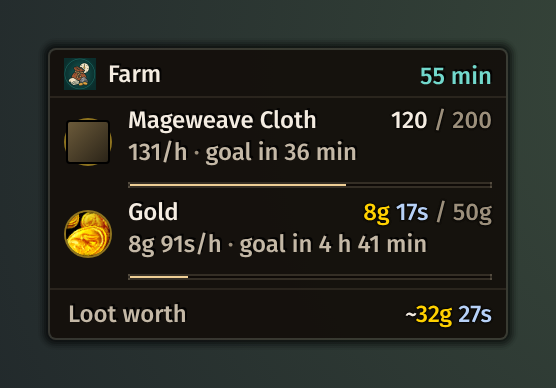 Farm 55 min
Mageweave Cloth 120 / 200
131/h · goal in 36 min
Gold 8g 17s / 50g
8g 91s/h · goal in 4 h 41 min
Loot worth ~32g 27s